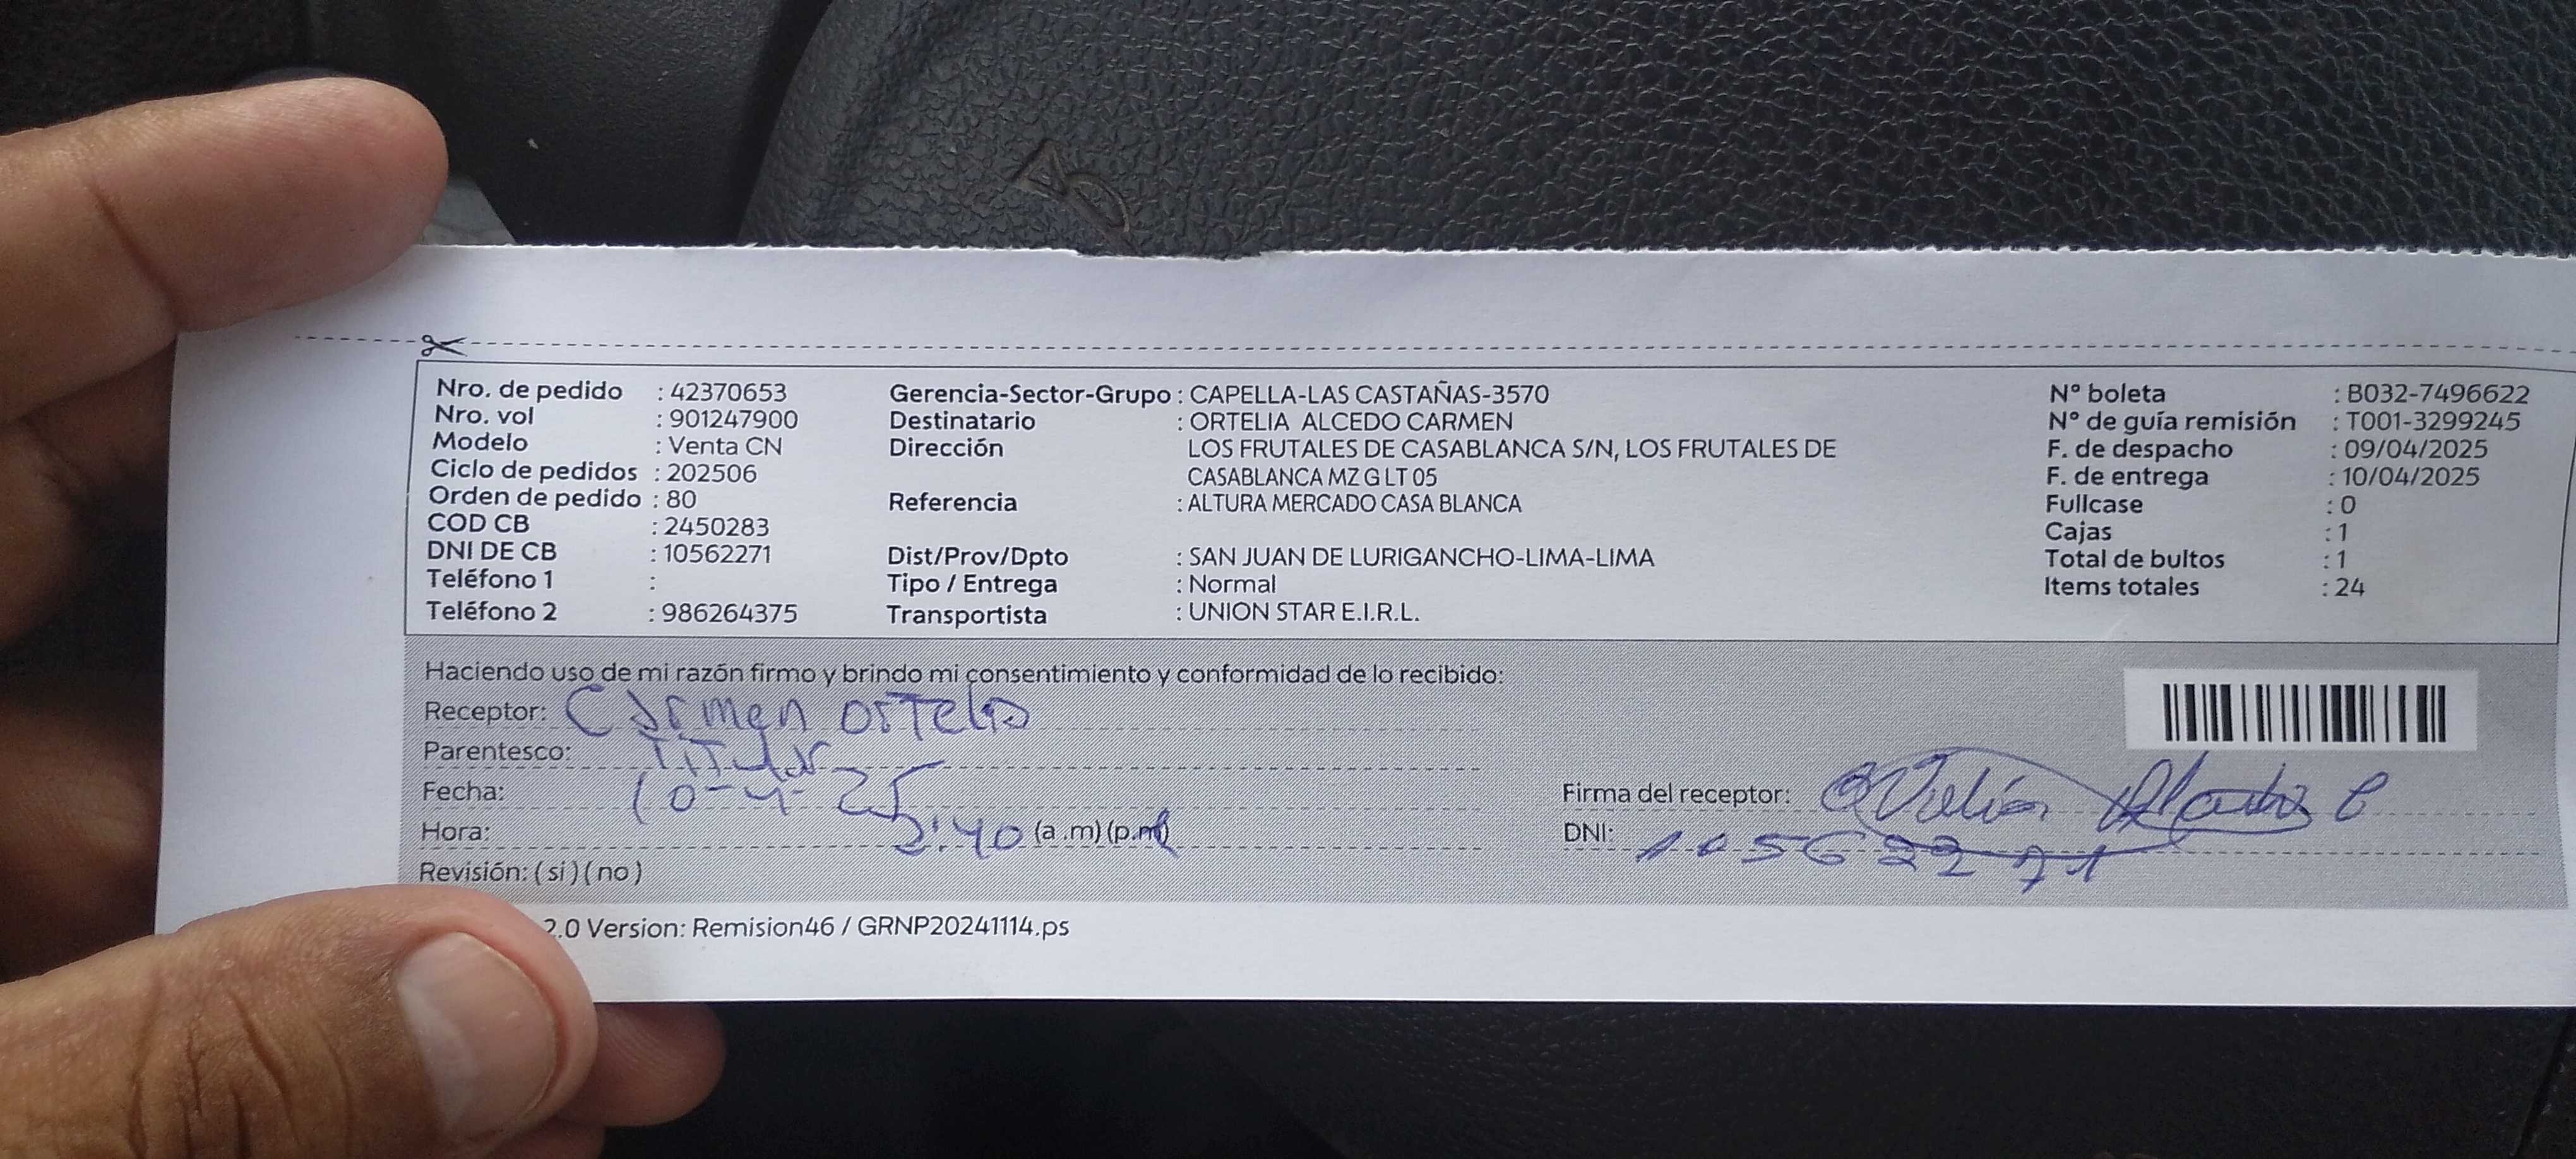 Nro. de pedido : 42370653
Nro. vol : 901247900
Modelo : Venta CN
Ciclo de pedidos : 202506
Orden de pedido : 80
COD CB : 2450283
DNI DE CB : 10562271
Teléfono 1 :
Teléfono 2 : 986264375
Gerencia-Sector-Grupo : CAPELLA-LAS CASTAÑAS-3570
Destinatario : ORTELIA ALCEDO CARMEN
Dirección LOS FRUTALES DE CASABLANCA S/N, LOS FRUTALES DE
CASABLANCA MZ G LT 05
Referencia : ALTURA MERCADO CASA BLANCA
Dist/Prov/Dpto : SAN JUAN DE LURIGANCHO-LIMA-LIMA
Tipo / Entrega : Normal
Transportista : UNION STAR E.I.R.L.
N° boleta : B032-7496622
N° de guía remisión : T001-3299245
F. de despacho : 09/04/2025
F. de entrega : 10/04/2025
Fullcase : 0
Cajas : 1
Total de bultos : 1
Items totales : 24
Haciendo uso de mi razón firmo y brindo mi consentimiento y conformidad de lo recibido:
Receptor: Carmen ortelia
Parentesco: Titular
Fecha: 10-4-25
Hora: 2:40 (a.m) (p.m)
Revisión: (si) (no)
Firma del receptor:
DNI: 10562271
2.0 Version: Remision46 / GRNP20241114.ps